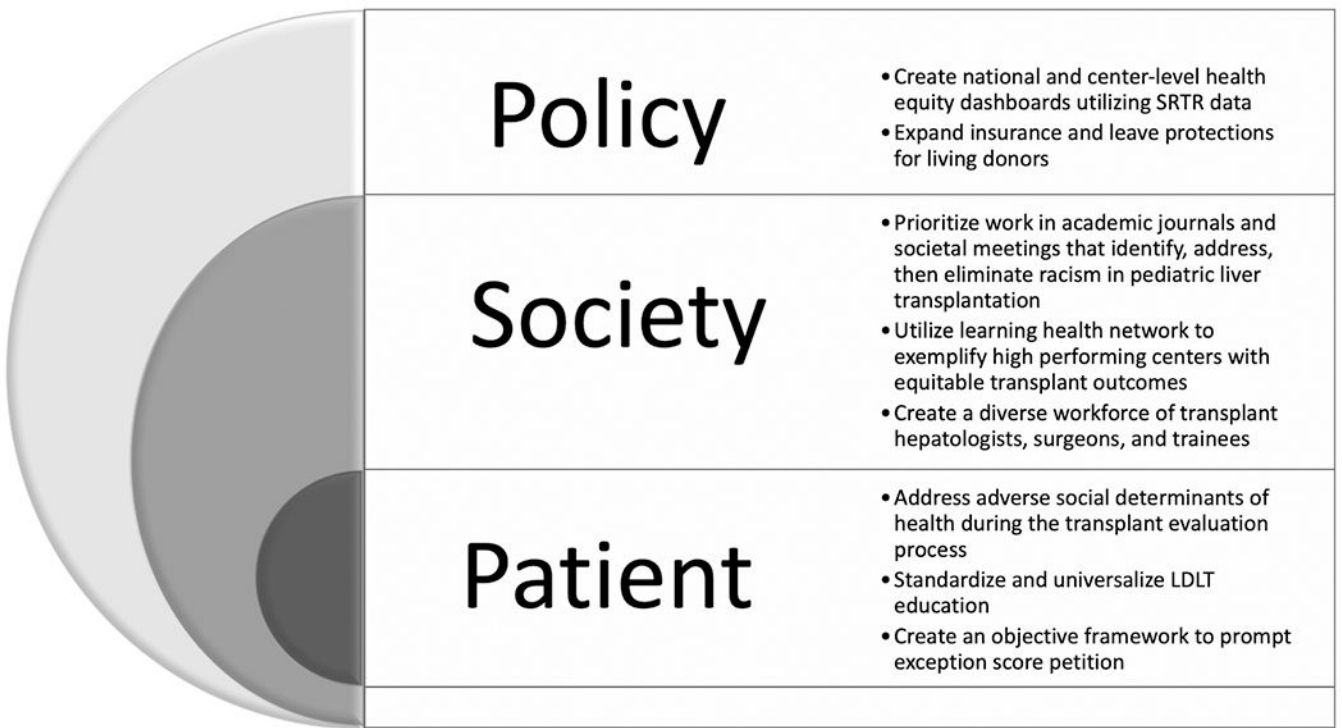 Policy
• Create national and center-level health
equity dashboards utilizing SRTR data
• Expand insurance and leave protections
for living donors
Society
• Prioritize work in academic journals and
societal meetings that identify, address,
then eliminate racism in pediatric liver
transplantation
• Utilize learning health network to
exemplify high performing centers with
equitable transplant outcomes
• Create a diverse workforce of transplant
hepatologists, surgeons, and trainees
Patient
• Address adverse social determinants of
health during the transplant evaluation
process
• Standardize and universalize LDLT
education
• Create an objective framework to prompt
exception score petition